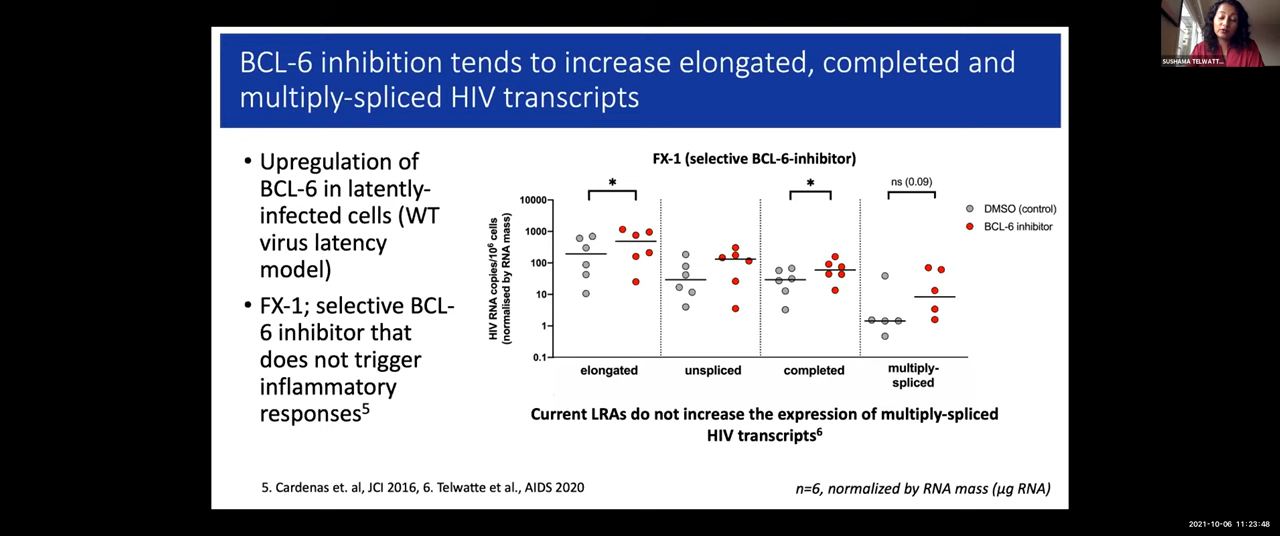 SUSHAMA TELWATT...
BCL-6 inhibition tends to increase elongated, completed and
multiply-spliced HIV transcripts
• Upregulation of
BCL-6 in latently-
infected cells (WT
virus latency
model)
• FX-1; selective BCL-
6 inhibitor that
does not trigger
inflammatory
responses⁵
FX-1 (selective BCL-6-inhibitor)
* * ns (0.09)
HIV RNA copies/10⁶ cells
(normalised by RNA mass)
10000
1000
100
10
1
0.1
elongated unspliced completed multiply-
spliced
DMSO (control)
BCL-6 inhibitor
Current LRAs do not increase the expression of multiply-spliced
HIV transcripts⁶
5. Cardenas et. al, JCI 2016, 6. Telwatte et al., AIDS 2020
n=6, normalized by RNA mass (µg RNA)
2021-10-06 11:23:48